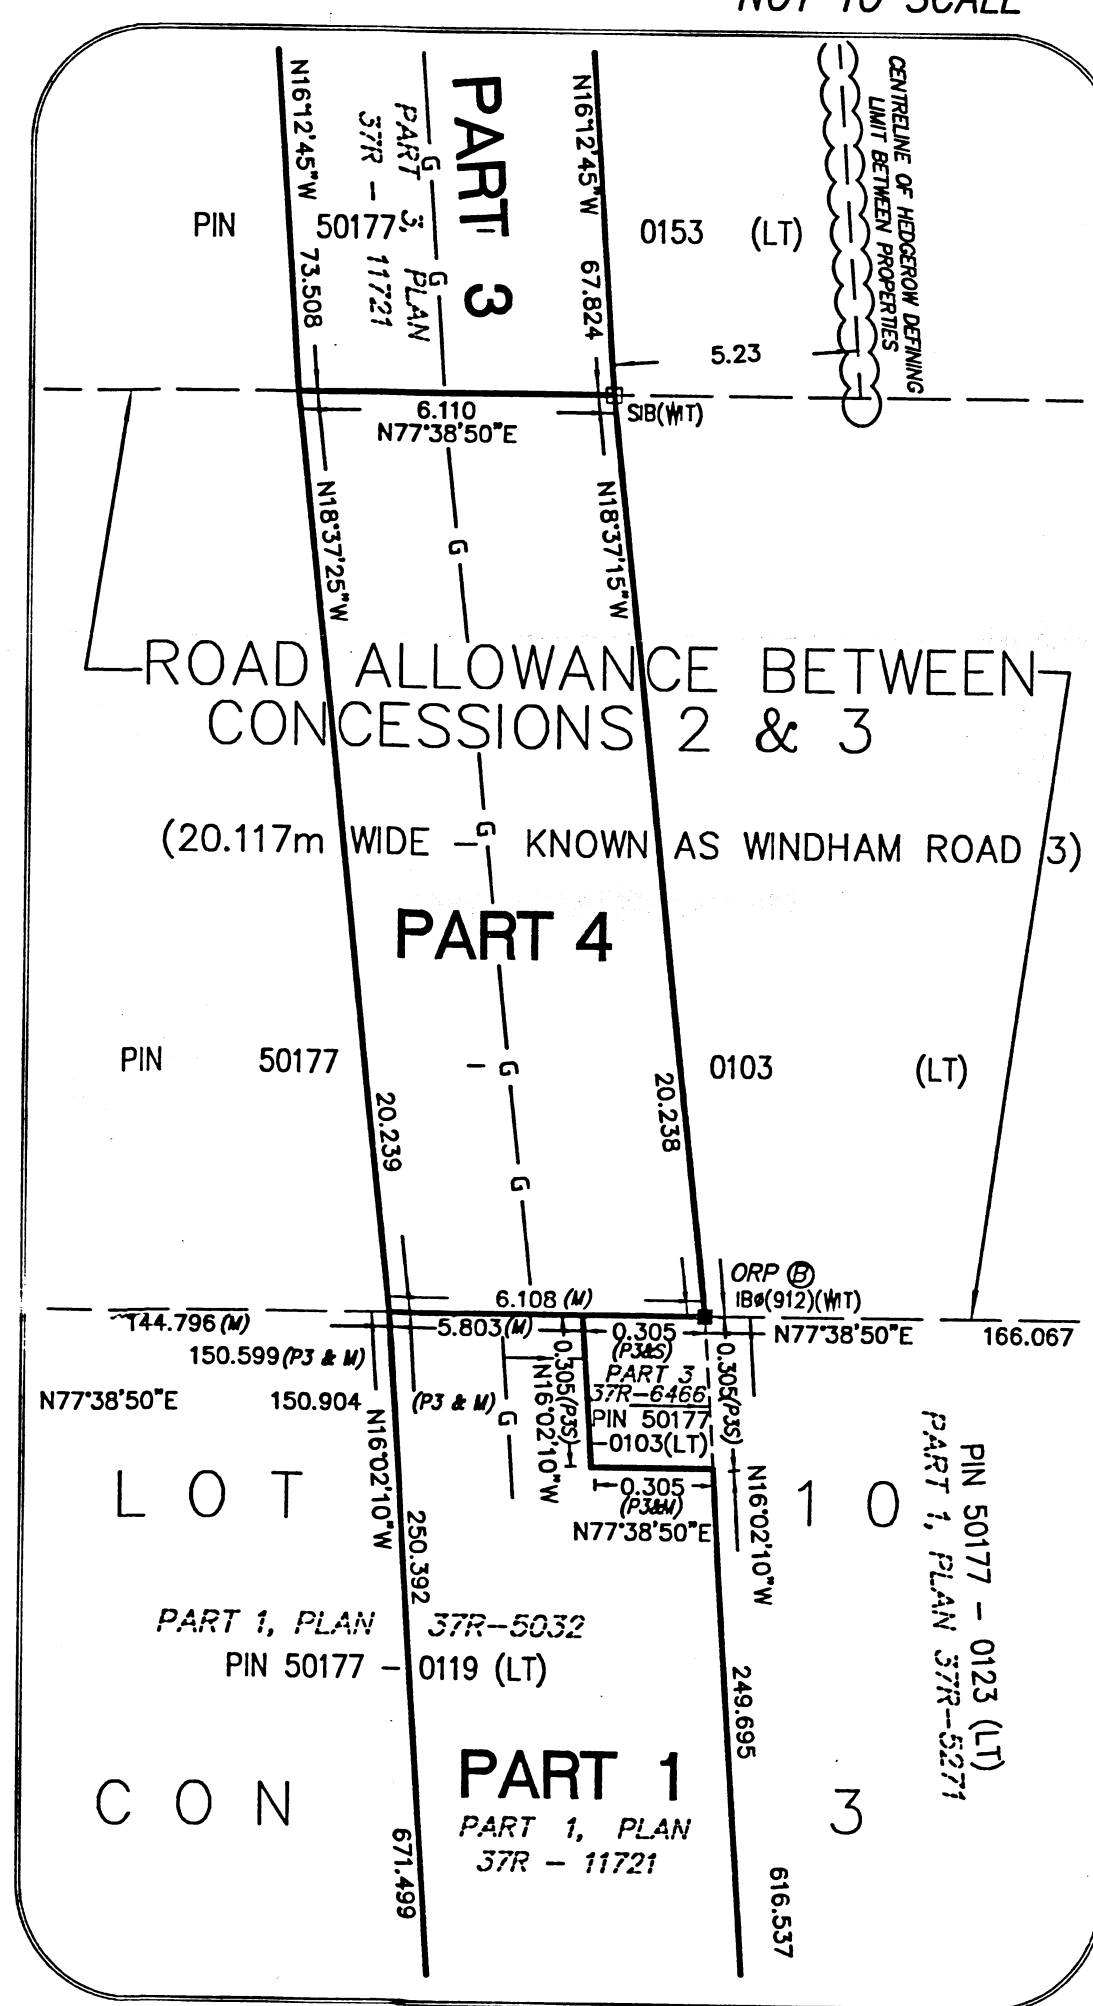 NOT TO SCALE
CENTRELINE OF HEDGEROW DEFINING
LIMIT BETWEEN PROPERTIES
N16°12'45"W
73.508
PART 3, PLAN
37R - 11721
G
G
PART 3
N16°12'45"W
67.824
PIN 50177 0153 (LT)
5.23
6.110
N77°38'50"E
SIB(WIT)
N18°37'25"W
G
N18°37'15"W
ROAD ALLOWANCE BETWEEN
CONCESSIONS 2 & 3
(20.117m WIDE - KNOWN AS WINDHAM ROAD 3)
G
PART 4
PIN 50177 - 0103 (LT)
G
20.239
20.238
G
ORP B
IBø(912)(WIT)
6.108 (M)
144.796 (M)
5.803 (M)
0.305
(P3&S)
N77°38'50"E
166.067
150.599 (P3 & M)
N77°38'50"E 150.904 (P3 & M)
G
0.305(P3S)
N16°02'10"W
PART 3
37R-6466
PIN 50177
-0103(LT)
0.305(P3S)
0.305
(P3&M)
N77°38'50"E
N16°02'10"W
N16°02'10"W
LOT 10
PIN 50177 - 0123 (LT)
PART 1, PLAN 37R-5271
250.392
249.695
PART 1, PLAN 37R-5032
PIN 50177 - 0119 (LT)
PART 1
CON 3
PART 1, PLAN
37R - 11721
671.499
616.537